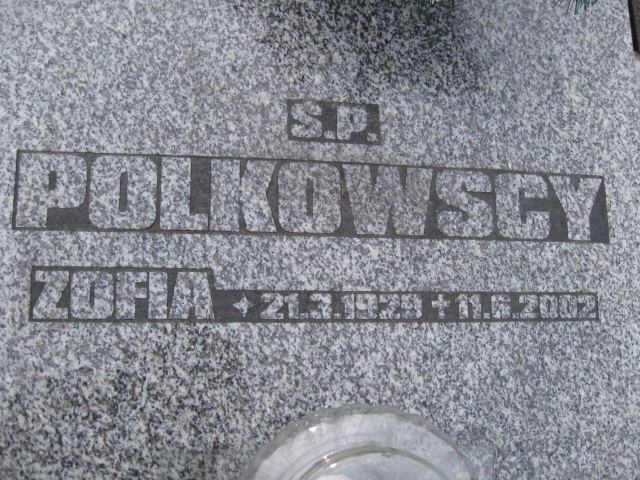 S.P.
POLKOWSCY
ZOFIA ✦ 21.3.1929 ✝ 11.6.2002